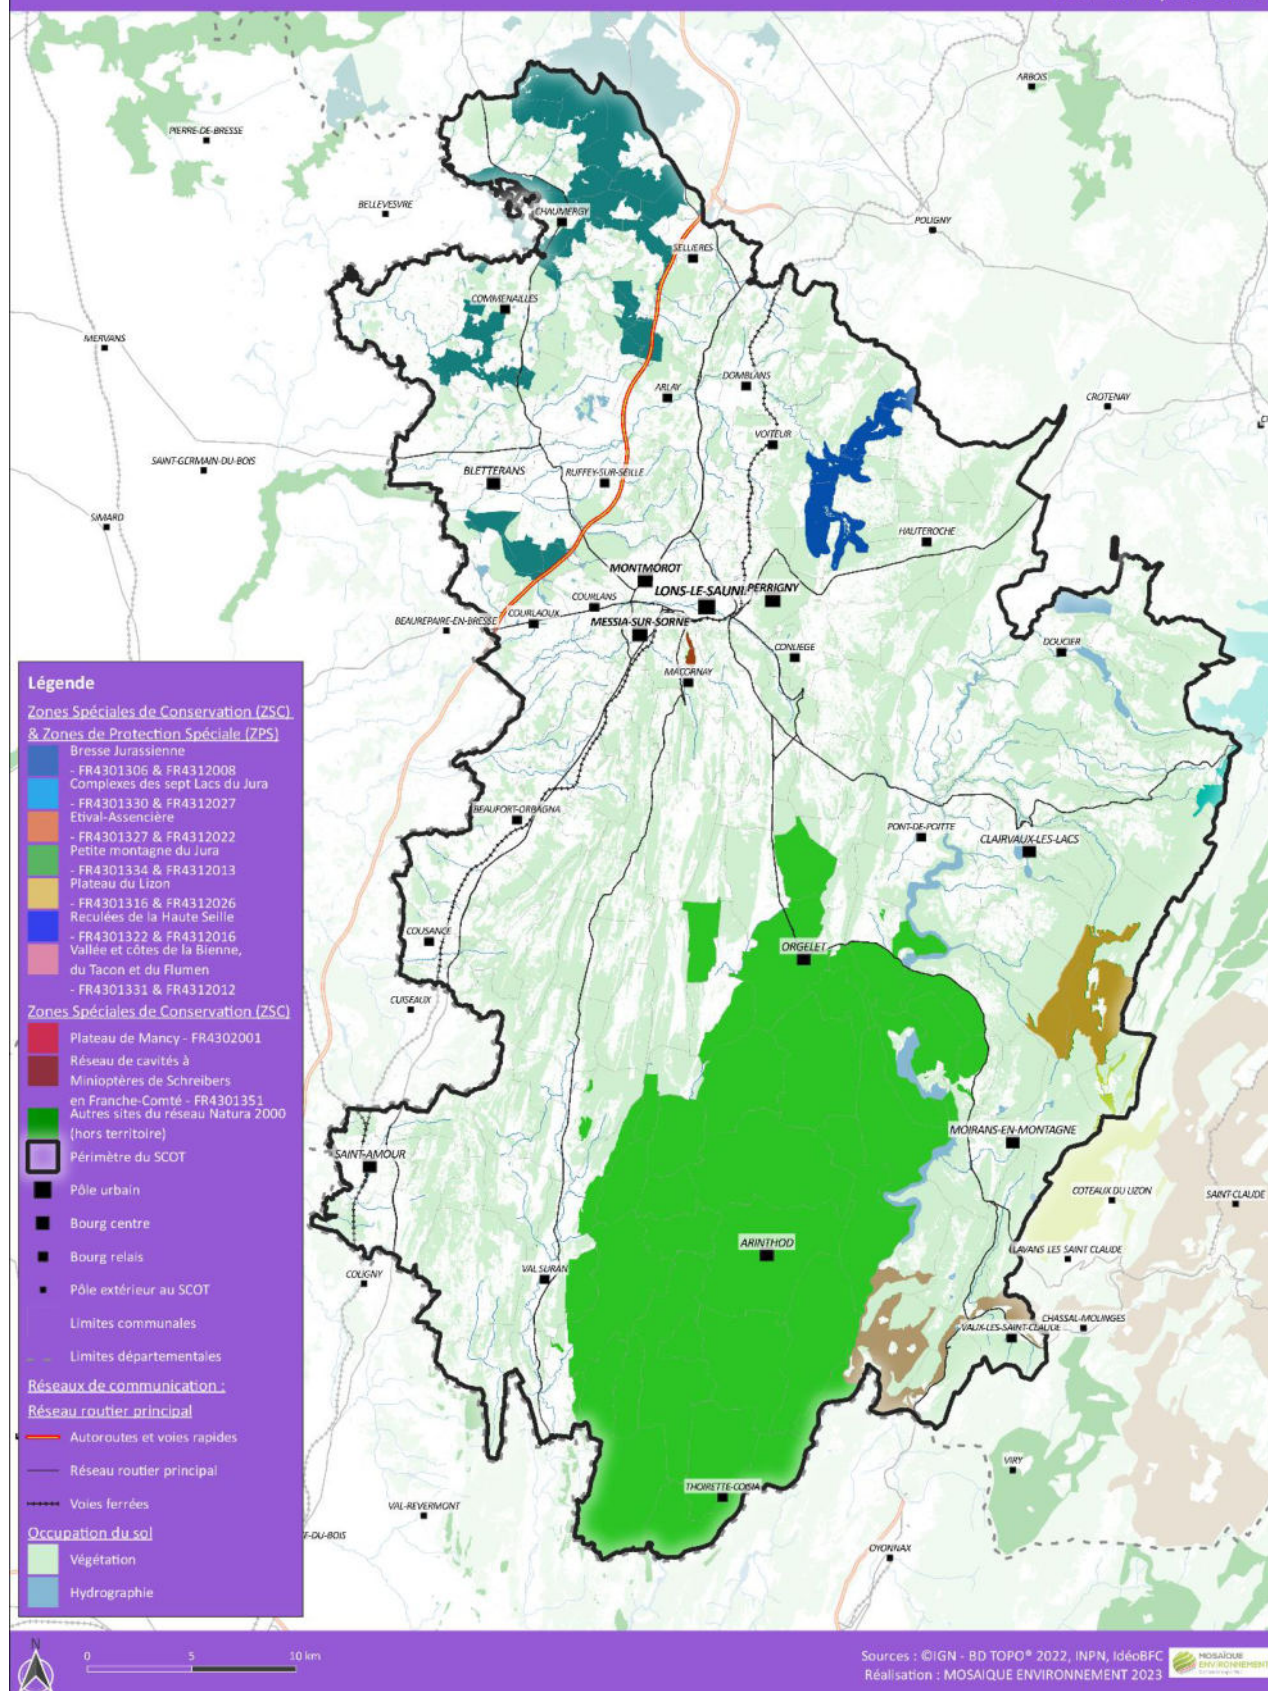 ARBOIS
PIERRE-DE-BRESSE
BELLEVESVRE
CHAUMERGY
POLIGNY
SELLIERES
COMMENAILLES
MERVANS
DOMBLANS
ARLAY
CROTENAY
VOITEUR
SAINT-GERMAIN-DU-BOIS
BLETTERANS
RUFFEY-SUR-SEILLE
SIMARD
HAUTEROCHE
MONTMOROT
LONS-LE-SAUNI
PERRIGNY
COURLANS
BEAUREPAIRE-EN-BRESSE
COURLAOUX
MESSIA-SUR-SORNE
DOUCIER
CONLIEGE
MACORNAY
BEAUFORT-ORBAGNA
PONT-DE-POITTE
CLAIRVAUX-LES-LACS
COUSANCE
ORGELET
CUISEAUX
MOIRANS-EN-MONTAGNE
SAINT-AMOUR
COTEAUX DU LIZON
SAINT-CLAUDE
ARINTHOD
LAVANS LES SAINT CLAUDE
VAL SURAN
COLIGNY
CHASSAL-MOLINGES
VAUX-LES-SAINT-CLAUDE
VIRY
THOIRETTE-COISIA
VAL-REVERMONT
T-DU-BOIS
OYONNAX
Légende
Zones Spéciales de Conservation (ZSC)
& Zones de Protection Spéciale (ZPS)
Bresse Jurassienne
- FR4301306 & FR4312008
Complexes des sept Lacs du Jura
- FR4301330 & FR4312027
Etival-Assencière
- FR4301327 & FR4312022
Petite montagne du Jura
- FR4301334 & FR4312013
Plateau du Lizon
- FR4301316 & FR4312026
Reculées de la Haute Seille
- FR4301322 & FR4312016
Vallée et côtes de la Bienne,
du Tacon et du Flumen
- FR4301331 & FR4312012
Zones Spéciales de Conservation (ZSC)
Plateau de Mancy - FR4302001
Réseau de cavités à
Minioptères de Schreibers
en Franche-Comté - FR4301351
Autres sites du réseau Natura 2000
(hors territoire)
Périmètre du SCOT
Pôle urbain
Bourg centre
Bourg relais
Pôle extérieur au SCOT
Limites communales
Limites départementales
Réseaux de communication :
Réseau routier principal
Autoroutes et voies rapides
Réseau routier principal
Voies ferrées
Occupation du sol
Végétation
Hydrographie
N
0 5 10 km
Sources : ©IGN - BD TOPO® 2022, INPN, IdéoBFC
Réalisation : MOSAIQUE ENVIRONNEMENT 2023
MOSAÏQUE
ENVIRONNEMENT